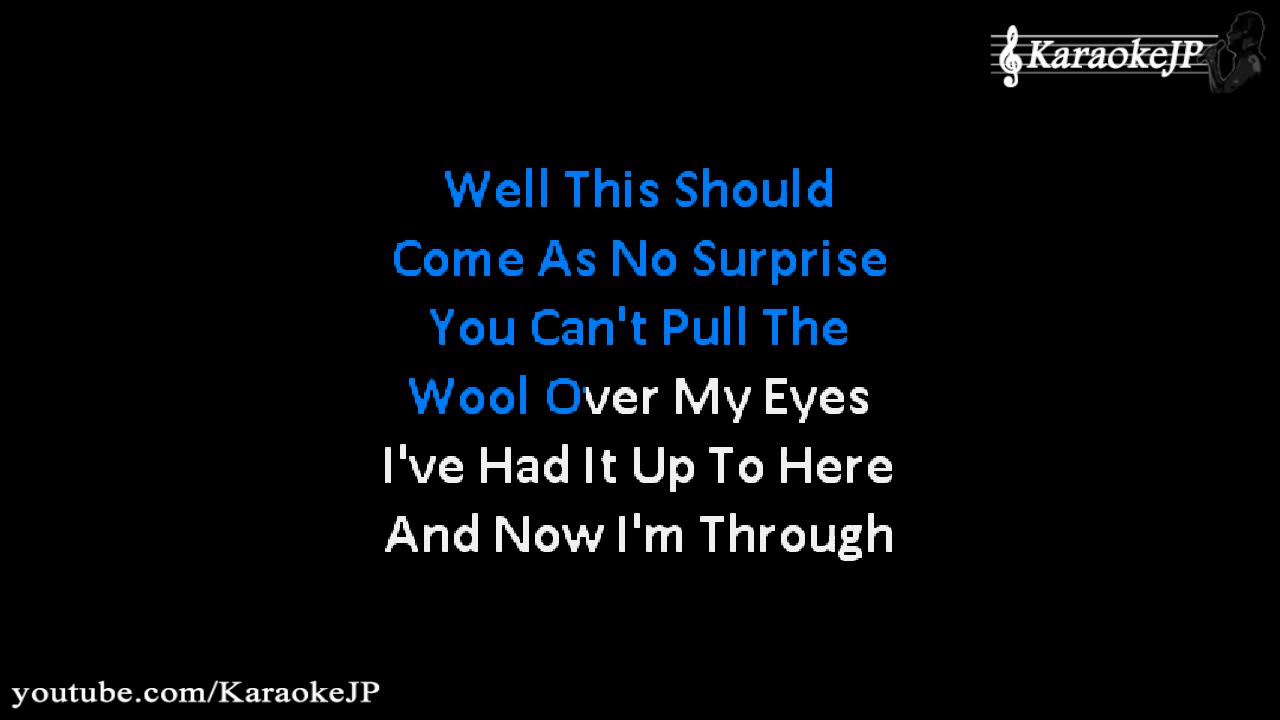 KaraokeJP
Well This Should
Come As No Surprise
You Can't Pull The
Wool Over My Eyes
I've Had It Up To Here
And Now I'm Through
youtube.com/KaraokeJP